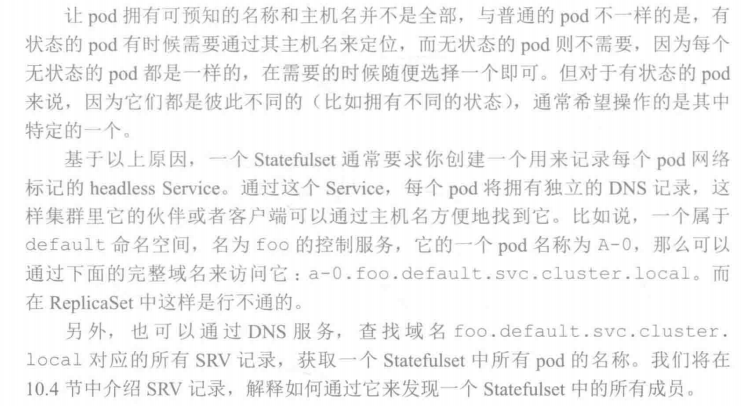 让 pod 拥有可预知的名称和主机名并不是全部，与普通的 pod 不一样的是，有
状态的 pod 有时候需要通过其主机名来定位，而无状态的 pod 则不需要，因为每个
无状态的 pod 都是一样的，在需要的时候随便选择一个即可。但对于有状态的 pod
来说，因为它们都是彼此不同的（比如拥有不同的状态），通常希望操作的是其中
特定的一个。
基于以上原因，一个 Statefulset 通常要求你创建一个用来记录每个 pod 网络
标记的 headless Service。通过这个 Service，每个 pod 将拥有独立的 DNS 记录，这
样集群里它的伙伴或者客户端可以通过主机名方便地找到它。比如说，一个属于
default 命名空间，名为 foo 的控制服务，它的一个 pod 名称为 A-0，那么可以
通过下面的完整域名来访问它：a-0.foo.default.svc.cluster.local。而
在 ReplicaSet 中这样是行不通的。
另外，也可以通过 DNS 服务，查找域名 foo.default.svc.cluster.
local 对应的所有 SRV 记录，获取一个 Statefulset 中所有 pod 的名称。我们将在
10.4 节中介绍 SRV 记录，解释如何通过它来发现一个 Statefulset 中的所有成员。